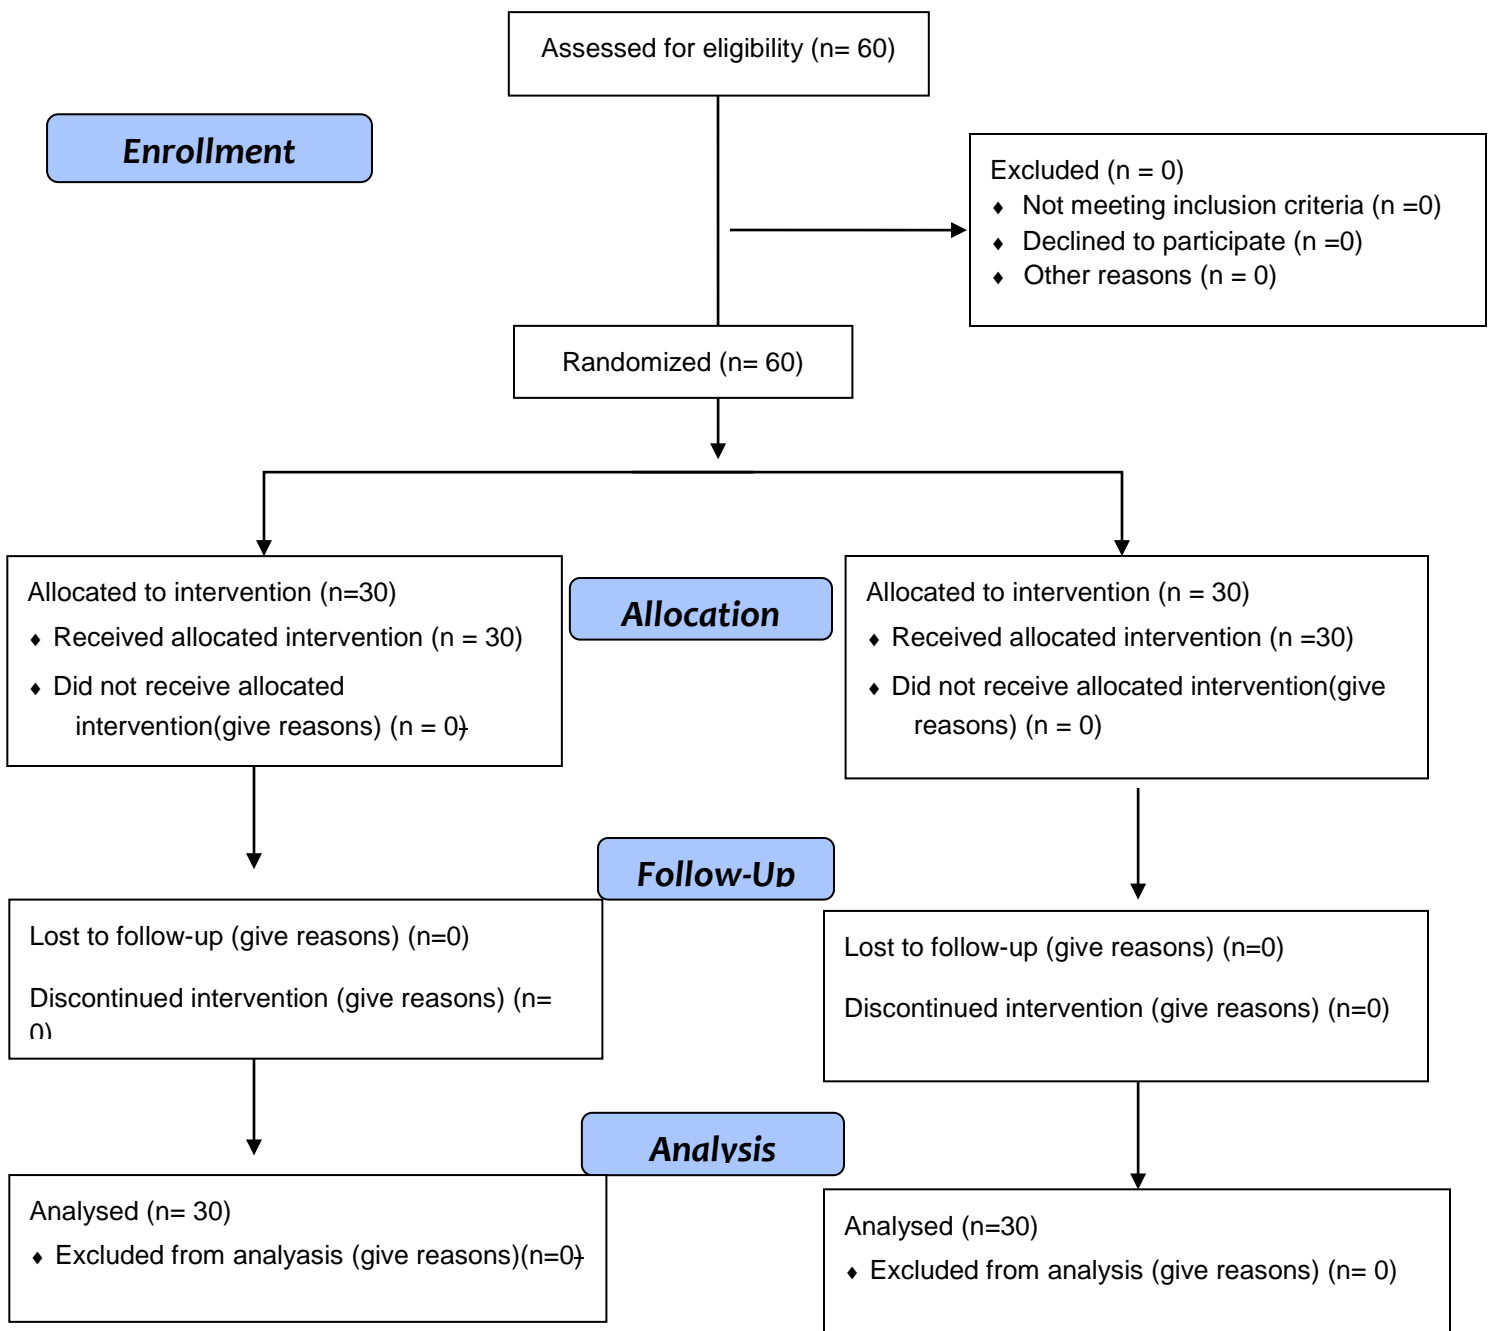 Assessed for eligibility (n= 60)
Enrollment
Excluded (n = 0)
♦ Not meeting inclusion criteria (n =0)
♦ Declined to participate (n =0)
♦ Other reasons (n = 0)
Randomized (n= 60)
Allocated to intervention (n=30)
♦ Received allocated intervention (n = 30)
♦ Did not receive allocated
intervention(give reasons) (n = 0)
Allocation
Allocated to intervention (n = 30)
♦ Received allocated intervention (n =30)
♦ Did not receive allocated intervention(give
reasons) (n = 0)
Follow-Up
Lost to follow-up (give reasons) (n=0)
Discontinued intervention (give reasons) (n=
0)
Lost to follow-up (give reasons) (n=0)
Discontinued intervention (give reasons) (n=0)
Analysis
Analysed (n= 30)
♦ Excluded from analyasis (give reasons)(n=0)
Analysed (n=30)
♦ Excluded from analysis (give reasons) (n= 0)